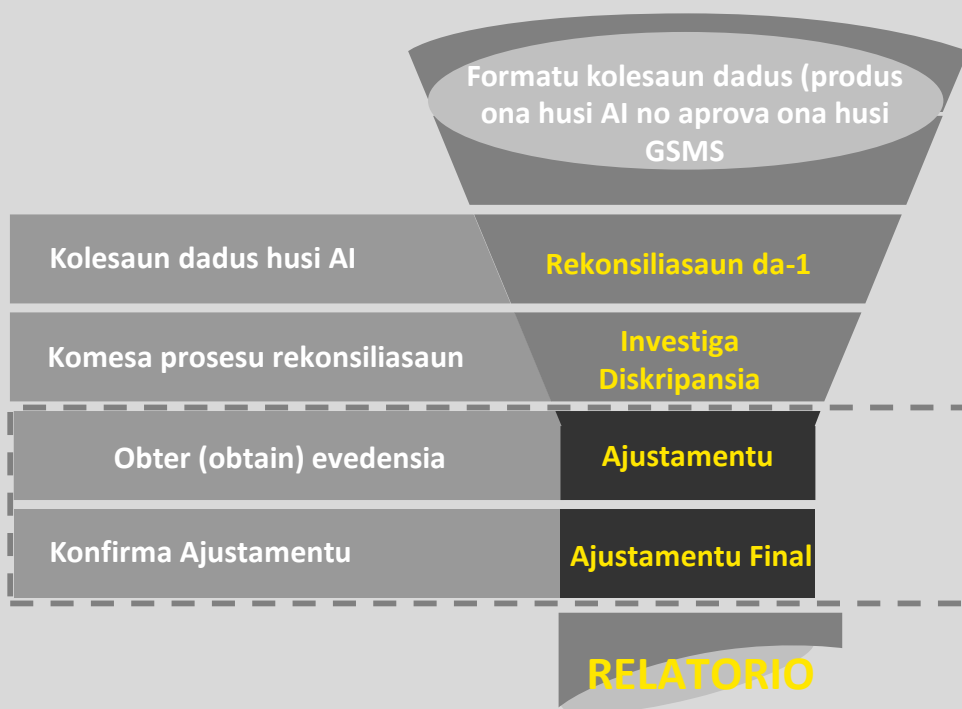 Formatu kolesaun dadus (produs
ona husi AI no aprova ona husi
GSMS
Kolesaun dadus husi AI
Rekonsiliasaun da-1
Komesa prosesu rekonsiliasaun
Investiga
Diskripansia
Obter (obtain) evedensia
Ajustamentu
Konfirma Ajustamentu
Ajustamentu Final
RELATORIO